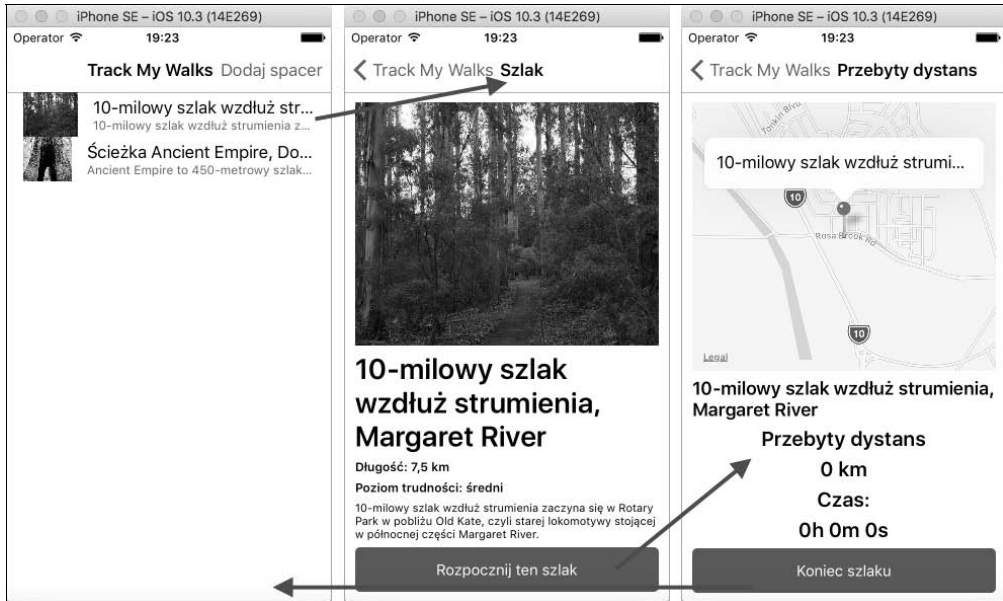 iPhone SE – iOS 10.3 (14E269)
Operator 19:23
Track My Walks Dodaj spacer
10-milowy szlak wzdłuż str...
10-milowy szlak wzdłuż strumienia z...
Ścieżka Ancient Empire, Do...
Ancient Empire to 450-metrowy szlak...
iPhone SE – iOS 10.3 (14E269)
Operator 19:23
Track My Walks Szlak
10-milowy szlak
wzdłuż strumienia,
Margaret River
Długość: 7,5 km
Poziom trudności: średni
10-milowy szlak wzdłuż strumienia zaczyna się w Rotary
Park w pobliżu Old Kate, czyli starej lokomotywy stojącej
w północnej części Margaret River.
Rozpocznij ten szlak
iPhone SE – iOS 10.3 (14E269)
Operator 19:23
Track My Walks Przebyty dystans
Tonkin Blvd
10-milowy szlak wzdłuż strumi...
10
Rosa Brook Rd
10
Legal
10-milowy szlak wzdłuż strumienia,
Margaret River
Przebyty dystans
0 km
Czas:
0h 0m 0s
Koniec szlaku